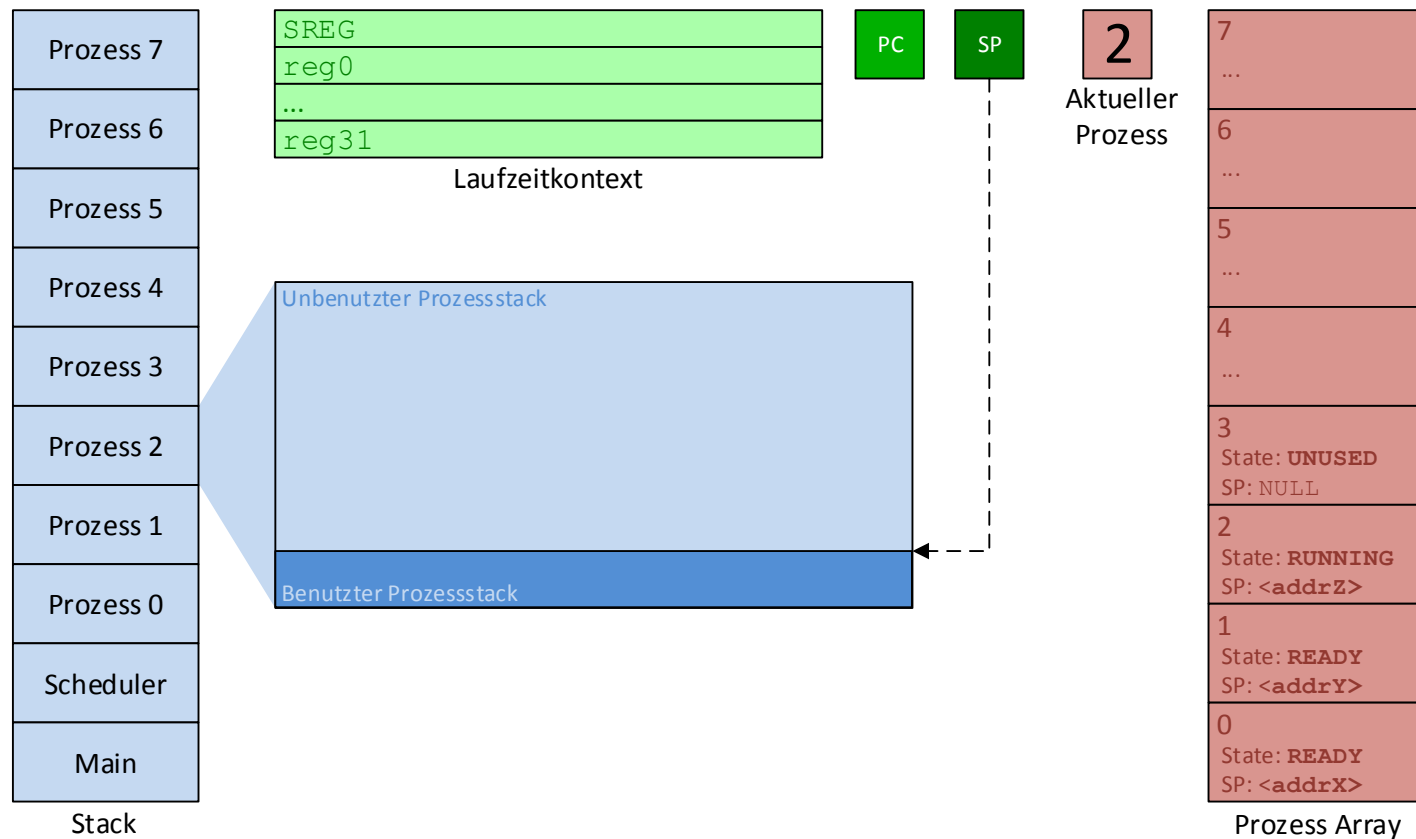 Prozess 7
Prozess 6
Prozess 5
Prozess 4
Prozess 3
Prozess 2
Prozess 1
Prozess 0
Scheduler
Main
Stack
SREG
reg0
...
reg31
Laufzeitkontext
PC
SP
2
Aktueller
Prozess
Unbenutzter Prozessstack
Benutzter Prozessstack
7
...
6
...
5
...
4
...
3
State: UNUSED
SP: NULL
2
State: RUNNING
SP: <addrZ>
1
State: READY
SP: <addrY>
0
State: READY
SP: <addrX>
Prozess Array